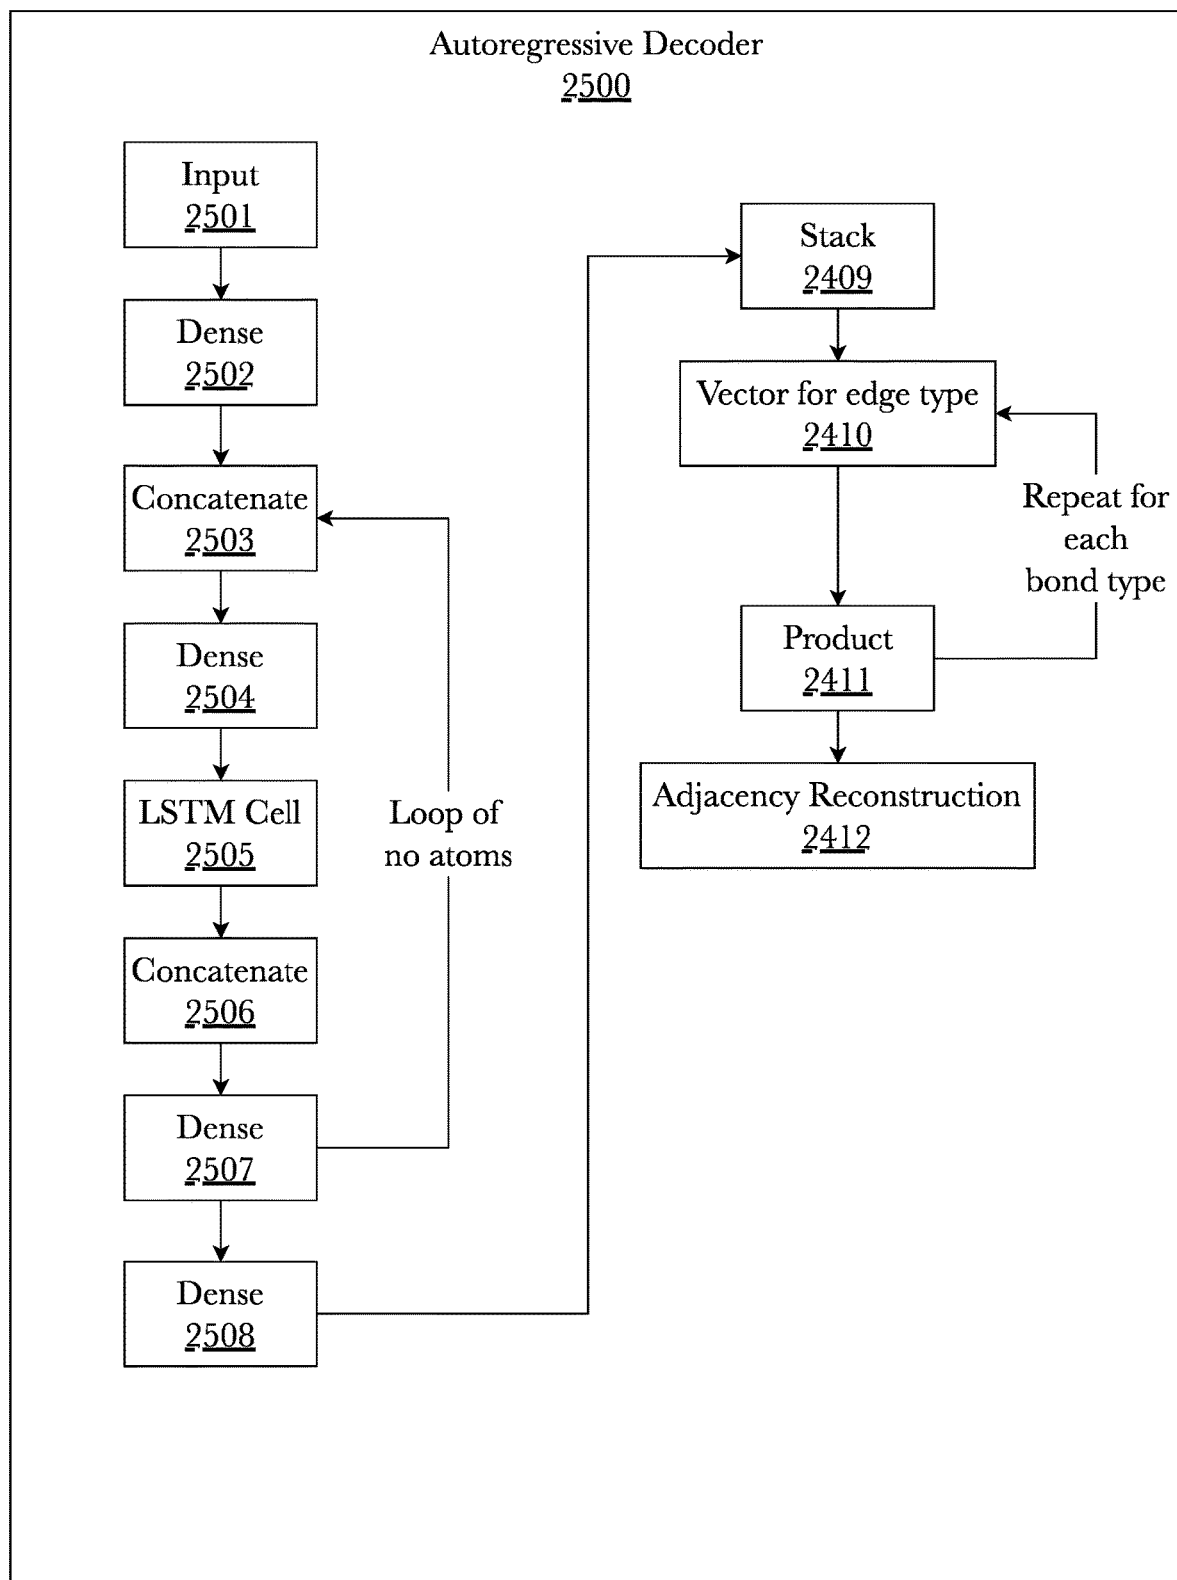 Autoregressive Decoder
2500
Input
2501
Dense
2502
Concatenate
2503
Dense
2504
LSTM Cell
2505
Concatenate
2506
Dense
2507
Dense
2508
Loop of
no atoms
Stack
2409
Vector for edge type
2410
Repeat for
each
bond type
Product
2411
Adjacency Reconstruction
2412